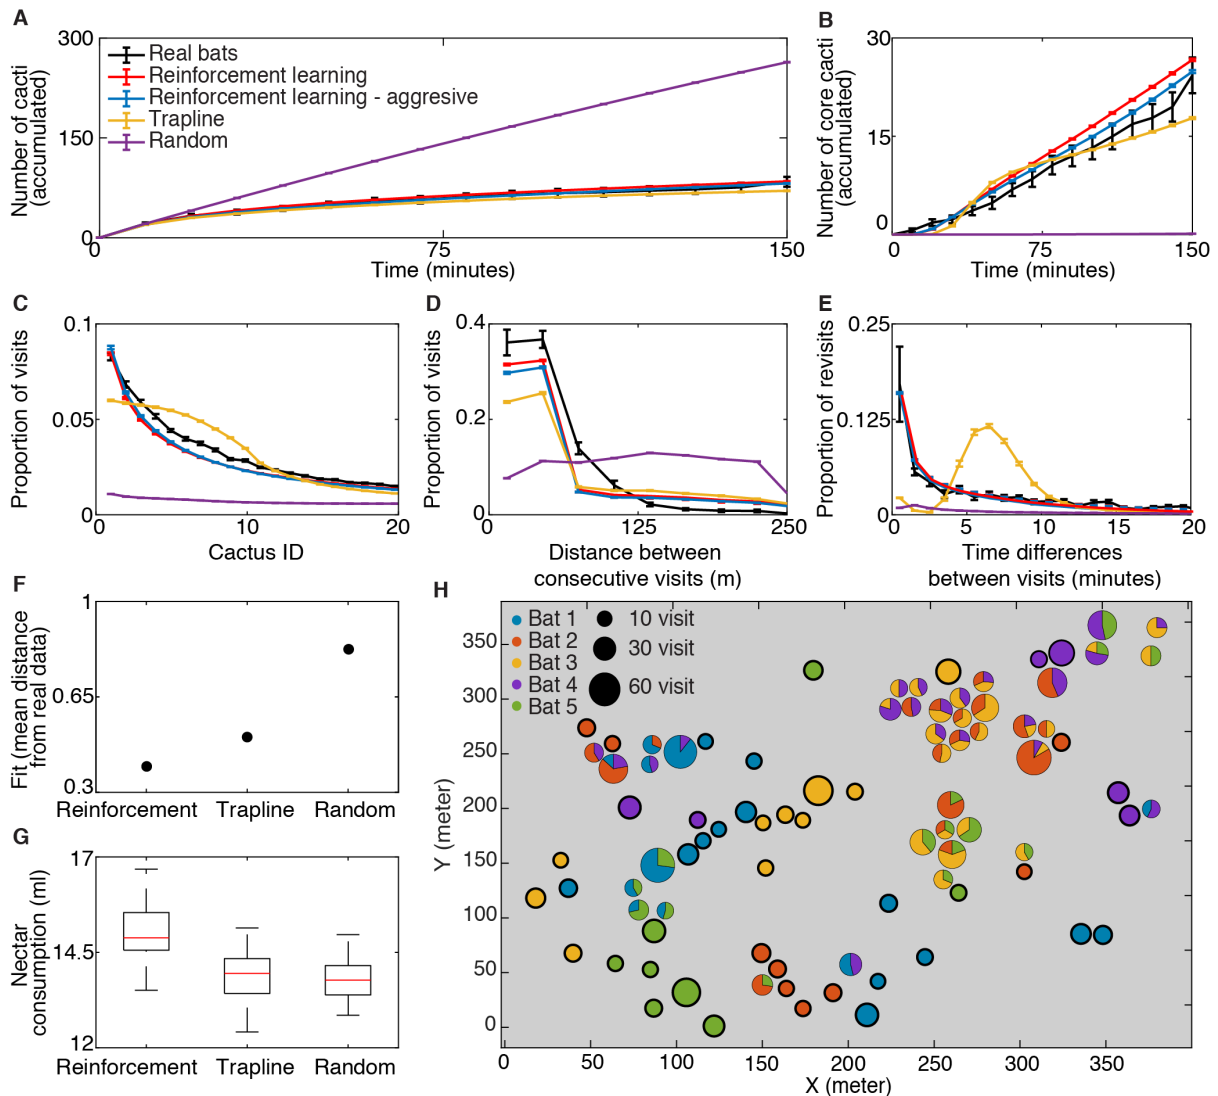 A
Number of cacti
(accumulated)
300
150
0
Real bats
Reinforcement learning
Reinforcement learning - aggresive
Trapline
Random
0
75
150
Time (minutes)
B
Number of core cacti
(accumulated)
30
15
0
0
75
150
Time (minutes)
C
Proportion of visits
0.1
0.05
0
0
10
20
Cactus ID
D
Proportion of visits
0.4
0.2
0
0
125
250
Distance between
consecutive visits (m)
E
Proportion of revisits
0.25
0.125
0
0
5
10
15
20
Time differences
between visits (minutes)
F
Fit (mean distance
from real data)
1
0.65
0.3
Reinforcement
Trapline
Random
G
Nectar
consumption (ml)
17
14.5
12
Reinforcement
Trapline
Random
H
Bat 1
Bat 2
Bat 3
Bat 4
Bat 5
10 visit
30 visit
60 visit
Y (meter)
350
300
250
200
150
100
50
0
0
50
100
150
200
250
300
350
X (meter)